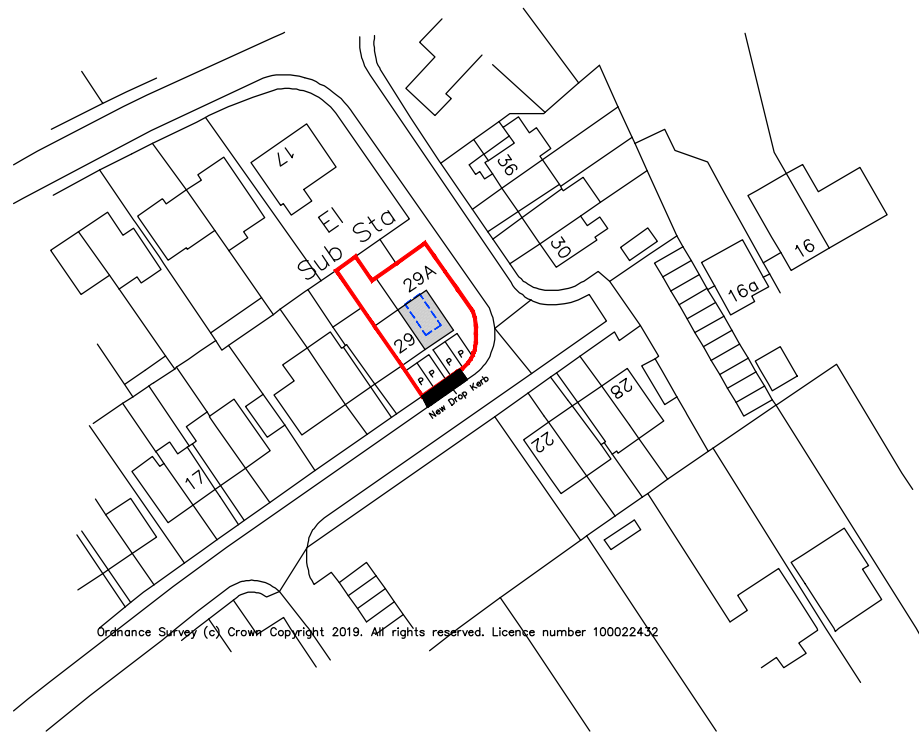 17
El
Sub Sta
36
30
16
16a
29A
29
P
P
P
P
New Drop Kerb
28
22
17
Ordnance Survey (c) Crown Copyright 2019. All rights reserved. Licence number 100022432